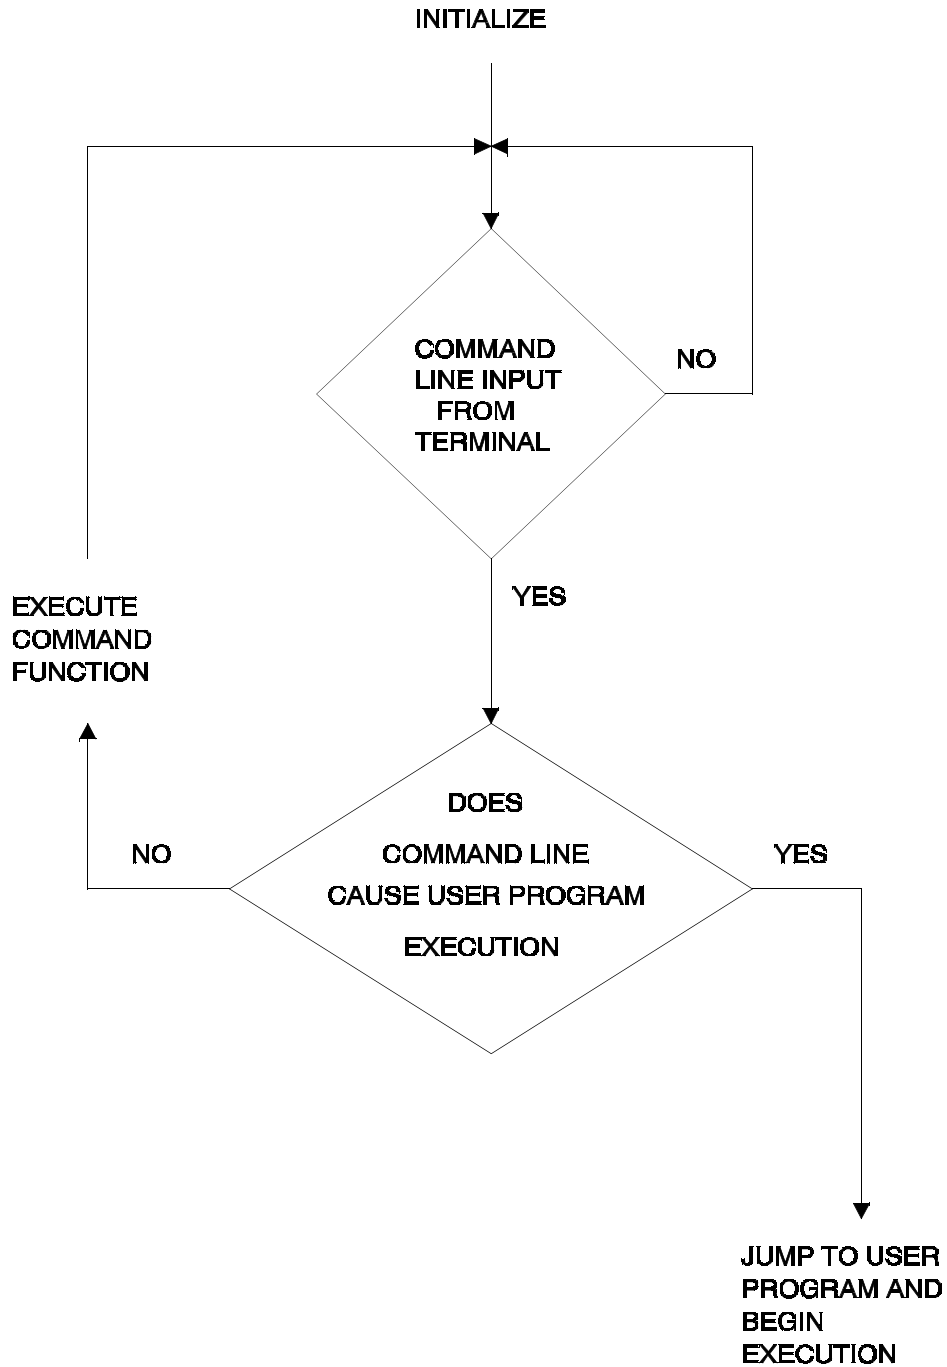 INITIALIZE
COMMAND
LINE INPUT
FROM
TERMINAL
NO
YES
EXECUTE
COMMAND
FUNCTION
DOES
COMMAND LINE
CAUSE USER PROGRAM
EXECUTION
NO
YES
JUMP TO USER
PROGRAM AND
BEGIN
EXECUTION